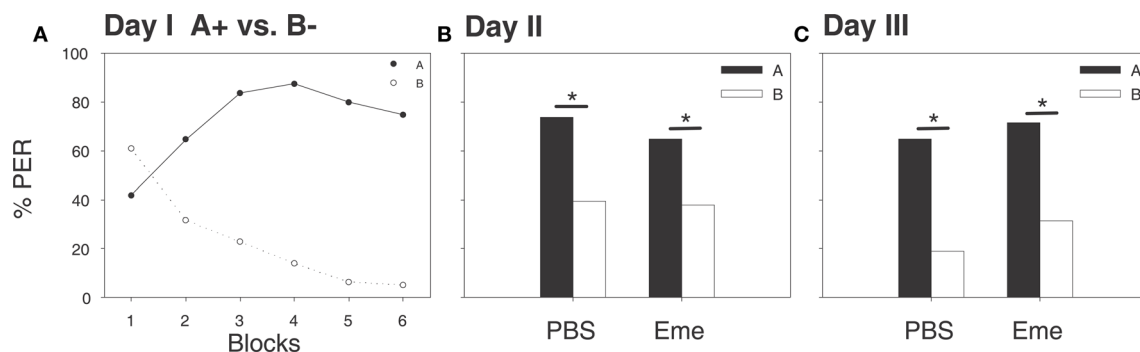 A Day I A+ vs. B-
100
80
60
40
20
0
% PER
A
B
1 2 3 4 5 6
Blocks
B Day II
A
B
*
*
PBS Eme
C Day III
A
B
*
*
PBS Eme